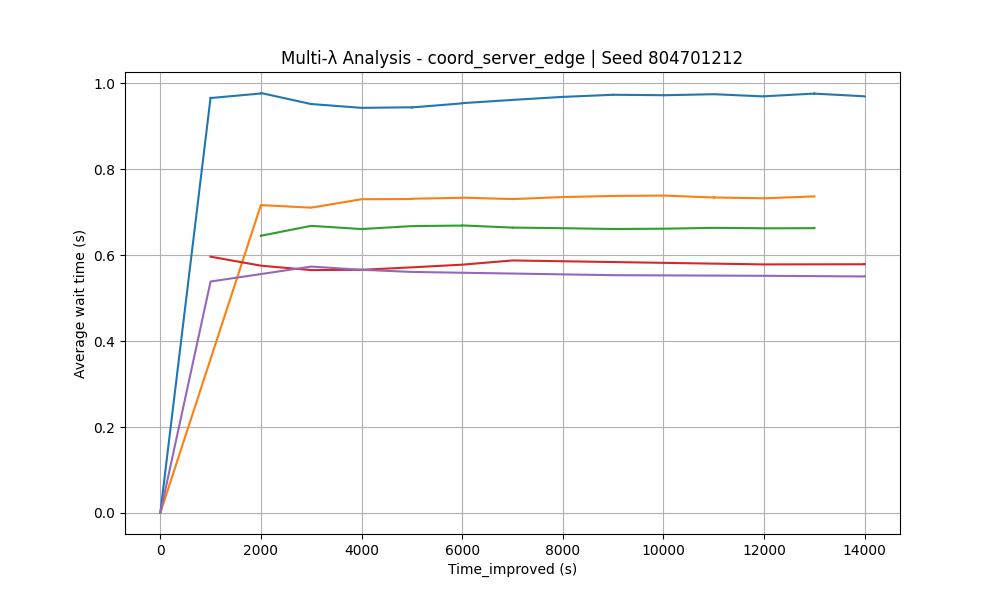 Multi-λ Analysis - coord_server_edge | Seed 804701212
1.0
0.8
0.6
0.4
0.2
0.0
Average wait time (s)
0 2000 4000 6000 8000 10000 12000 14000
Time_improved (s)